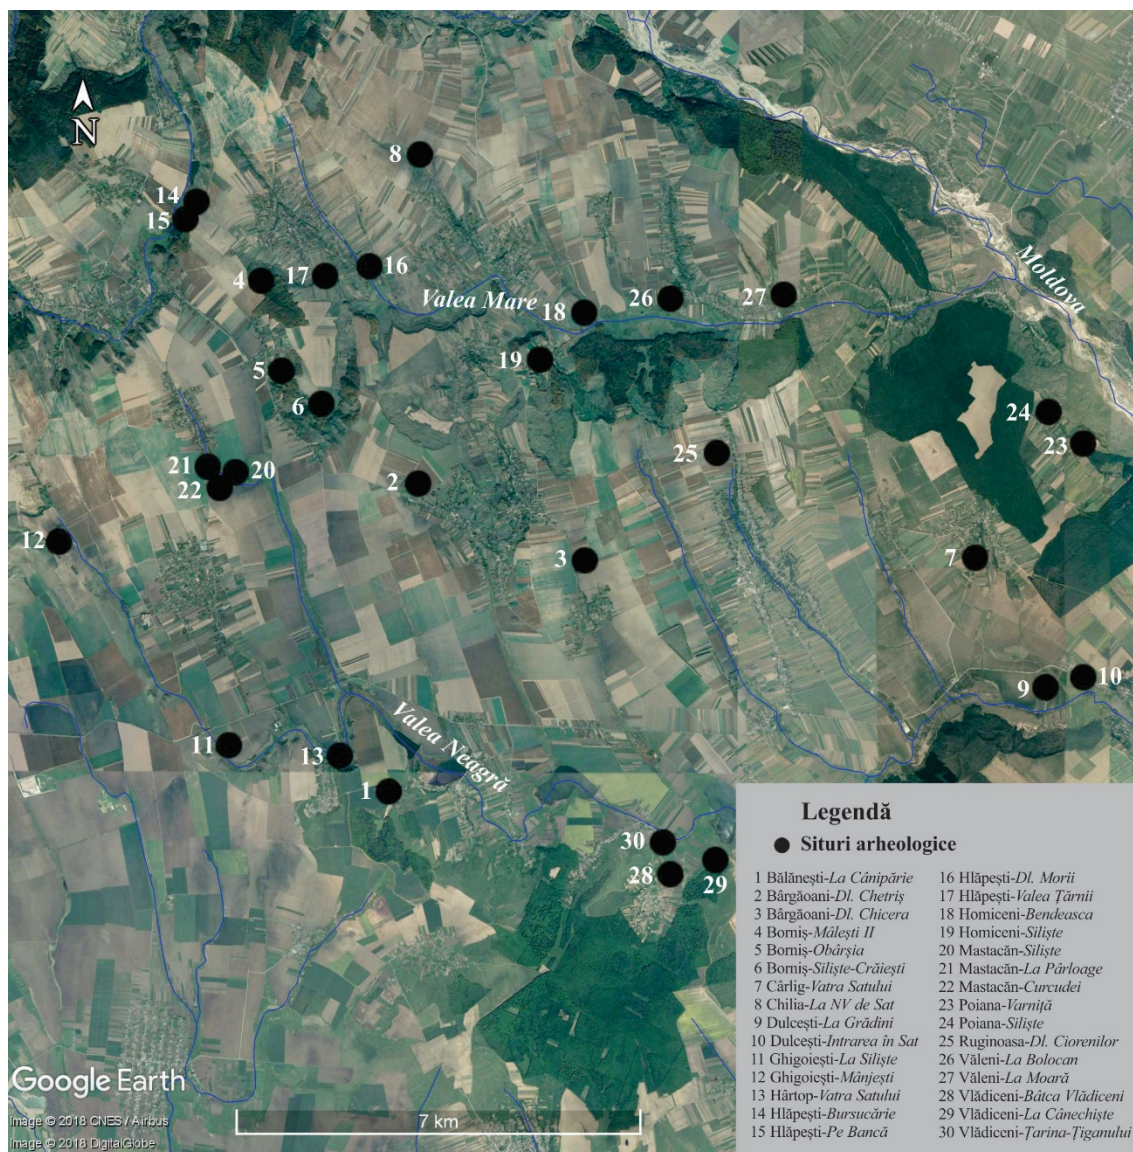 N
8
14
15
16
17
4
Valea Mare
26
27
18
Moldova
19
5
6
24
23
25
21
20
22
2
12
3
7
9
10
11
13
Valea Neagră
1
30
28
29
Legendă
Situri arheologice
1 Bălănești-La Cânipărie
2 Bârgăoani-Dl. Chetriș
3 Bârgăoani-Dl. Chicera
4 Borniș-Mălești II
5 Borniș-Obârșia
6 Borniș-Siliște-Crăiești
7 Cârlig-Vatra Satului
8 Chilia-La NV de Sat
9 Dulcești-La Grădini
10 Dulcești-Intrarea în Sat
11 Ghigoiești-La Siliște
12 Ghigoiești-Mânjești
13 Hârtop-Vatra Satului
14 Hlăpești-Bursucărie
15 Hlăpești-Pe Bancă
16 Hlăpești-Dl. Morii
17 Hlăpești-Valea Țărnii
18 Homiceni-Bendeasca
19 Homiceni-Siliște
20 Mastacăn-Siliște
21 Mastacăn-La Pârloage
22 Mastacăn-Curcudei
23 Poiana-Varniță
24 Poiana-Siliște
25 Ruginoasa-Dl. Ciorenilor
26 Văleni-La Bolocan
27 Văleni-La Moară
28 Vlădiceni-Bâtca Vlădiceni
29 Vlădiceni-La Cânechiște
30 Vlădiceni-Țarina-Țiganului
Google Earth
Image © 2018 CNES / Airbus
Image © 2018 DigitalGlobe
7 km